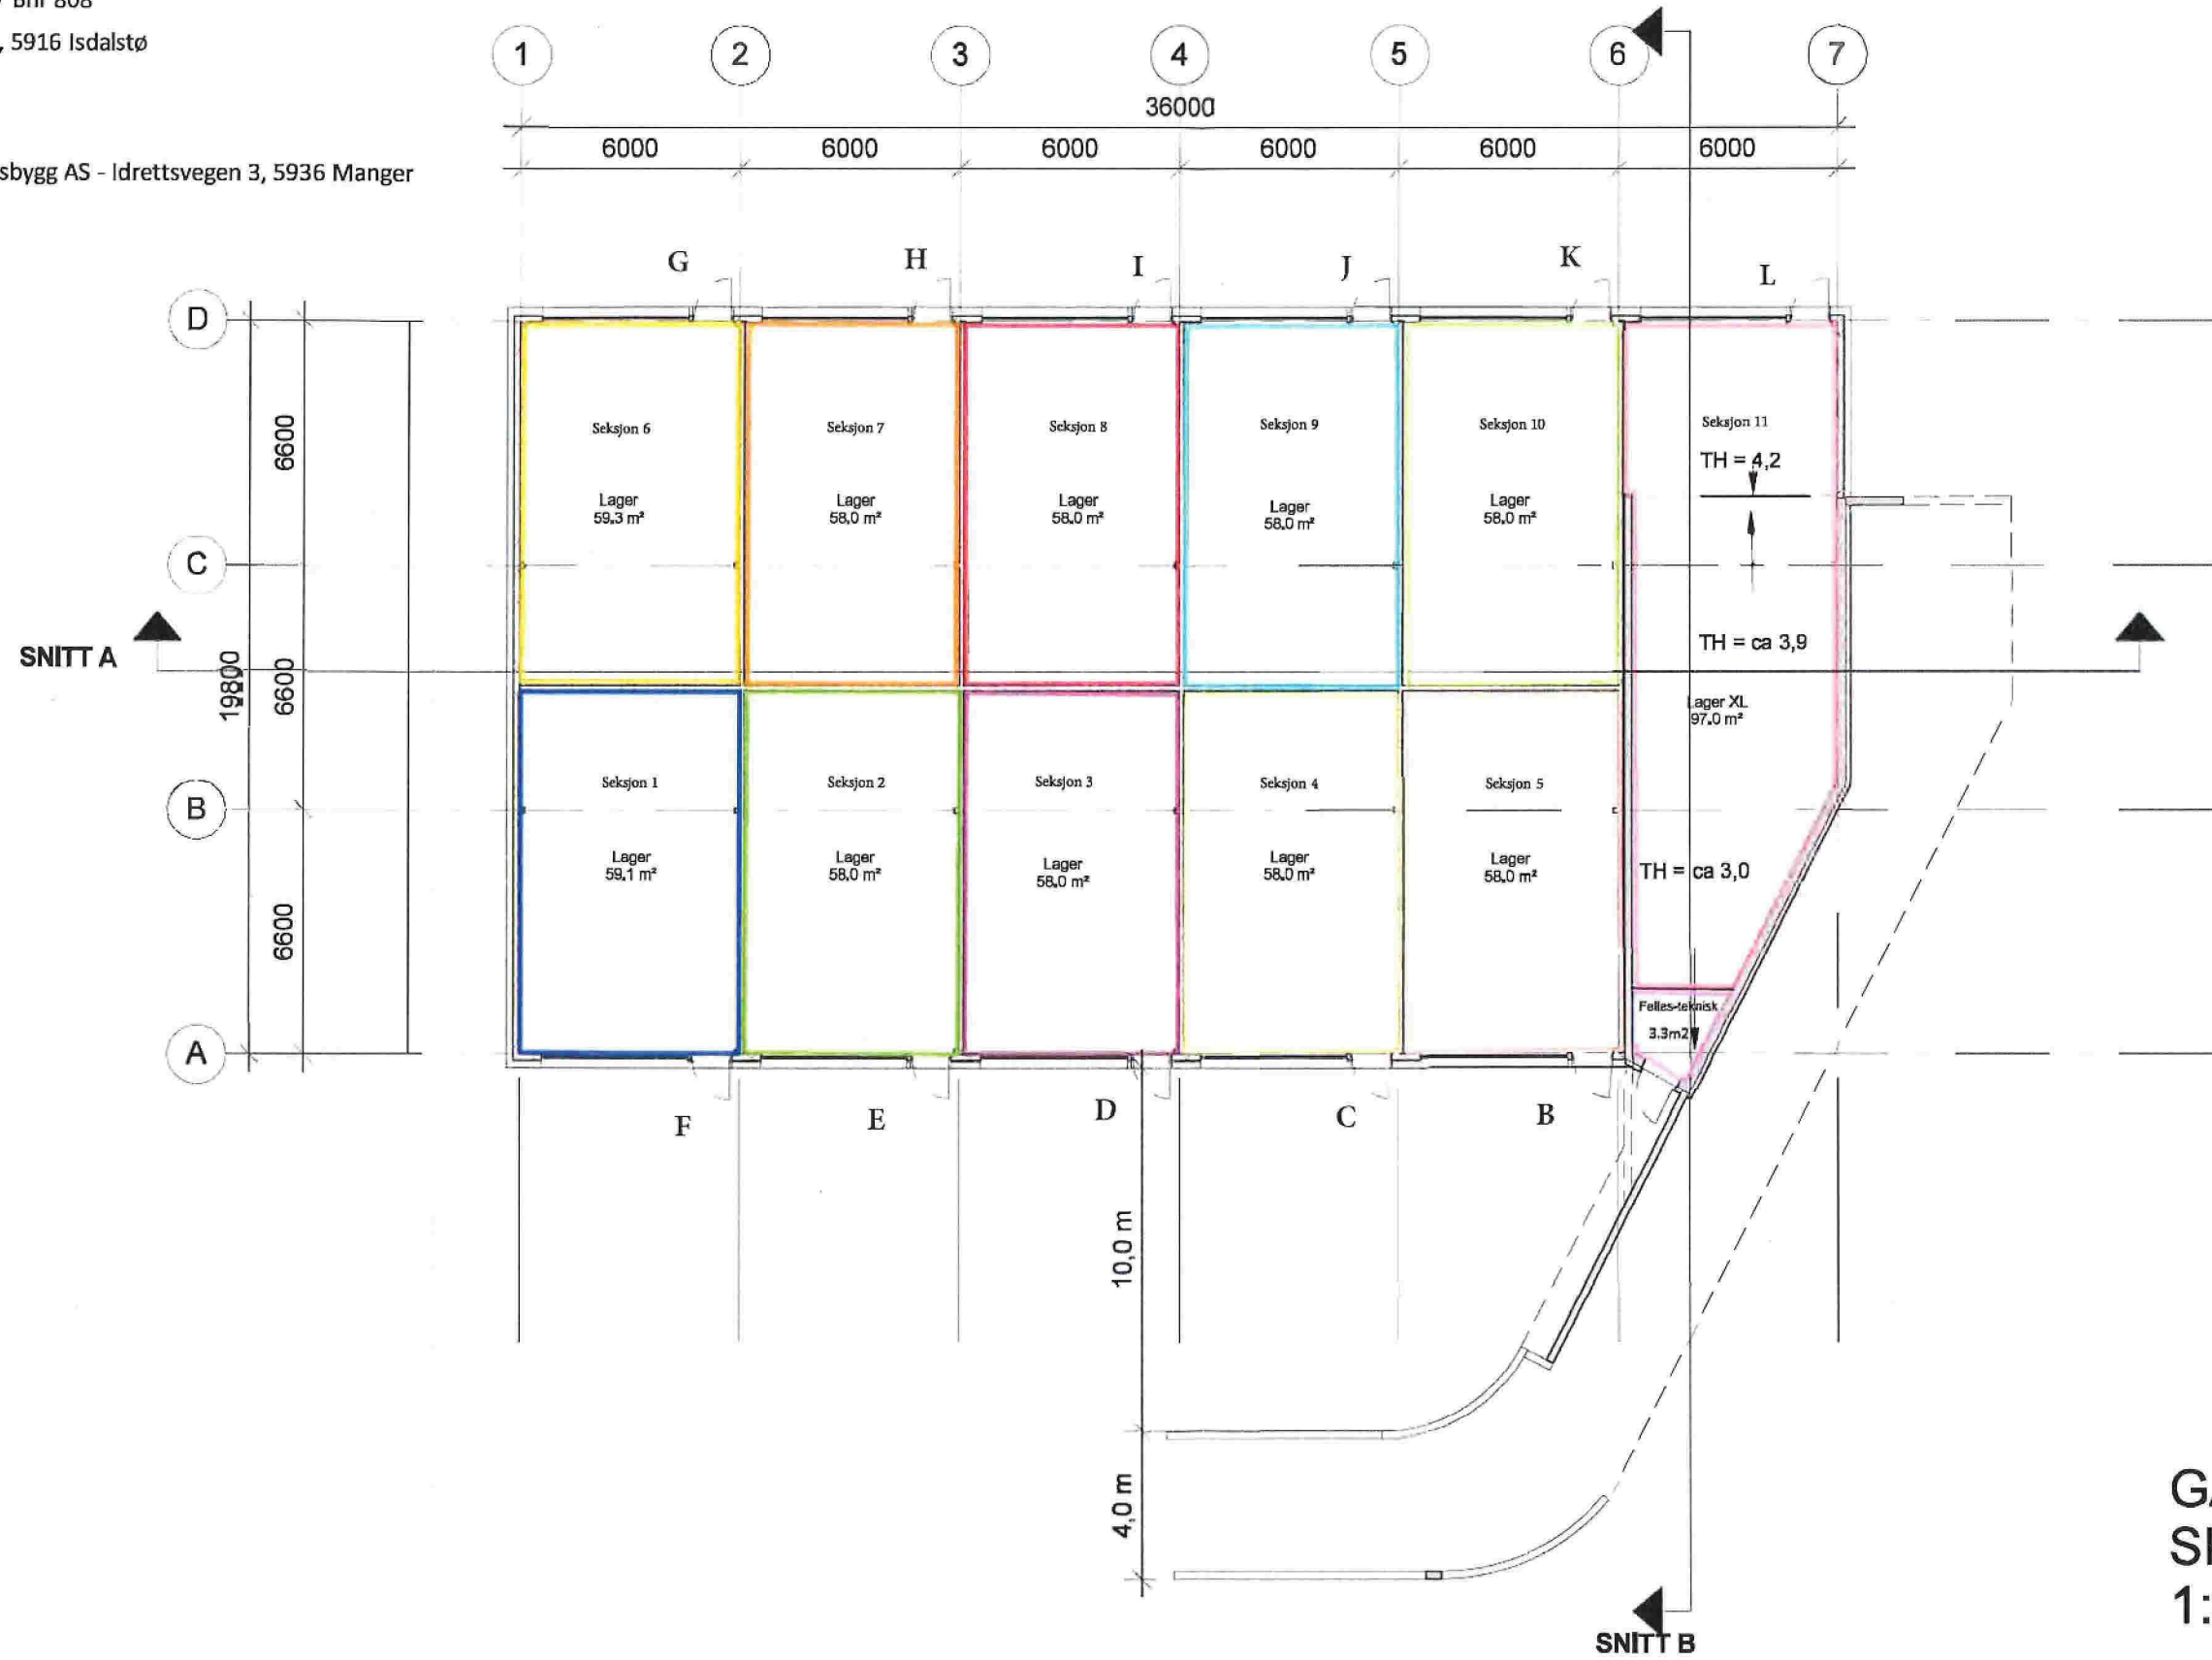 Bnr 808
, 5916 Isdalstø
sbygg AS - Idrettsvegen 3, 5936 Manger
1 2 3 4 5 6 7
36000
6000 6000 6000 6000 6000 6000
G H I J K L
D
C
B
A
6600
6600
6600
19800
SNITT A
Seksjon 6
Lager
59.3 m²
Seksjon 7
Lager
58.0 m²
Seksjon 8
Lager
58.0 m²
Seksjon 9
Lager
58.0 m²
Seksjon 10
Lager
58.0 m²
Seksjon 11
TH = 4,2
TH = ca 3,9
Lager XL
97.0 m²
TH = ca 3,0
Felles-teknisk
3.3m2
Seksjon 1
Lager
59.1 m²
Seksjon 2
Lager
58.0 m²
Seksjon 3
Lager
58.0 m²
Seksjon 4
Lager
58.0 m²
Seksjon 5
Lager
58.0 m²
F E D C B
10,0 m
4,0 m
SNITT B
1: